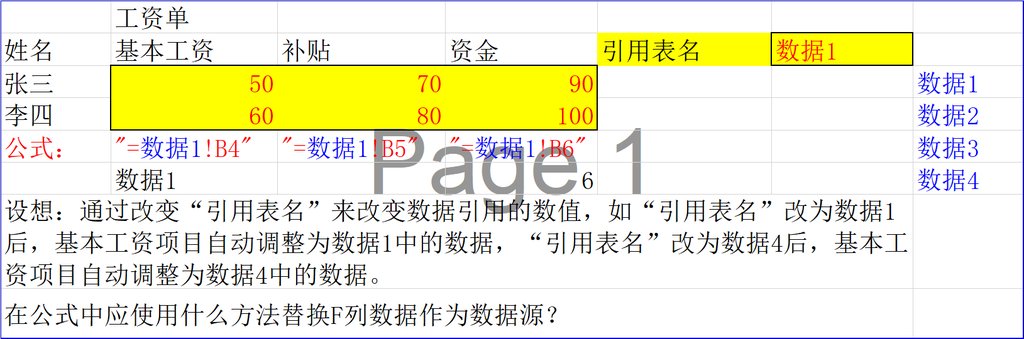 工资单
姓名 基本工资 补贴 资金 引用表名 数据1
张三 50 70 90 数据1
李四 60 80 100 数据2
公式: "=数据1!B4" "=数据1!B5" "=数据1!B6" 数据3
数据1 6 数据4
Page 1
设想:通过改变“引用表名”来改变数据引用的数值,如“引用表名”改为数据1
后,基本工资项目自动调整为数据1中的数据,“引用表名”改为数据4后,基本工
资项目自动调整为数据4中的数据。
在公式中应使用什么方法替换F列数据作为数据源?